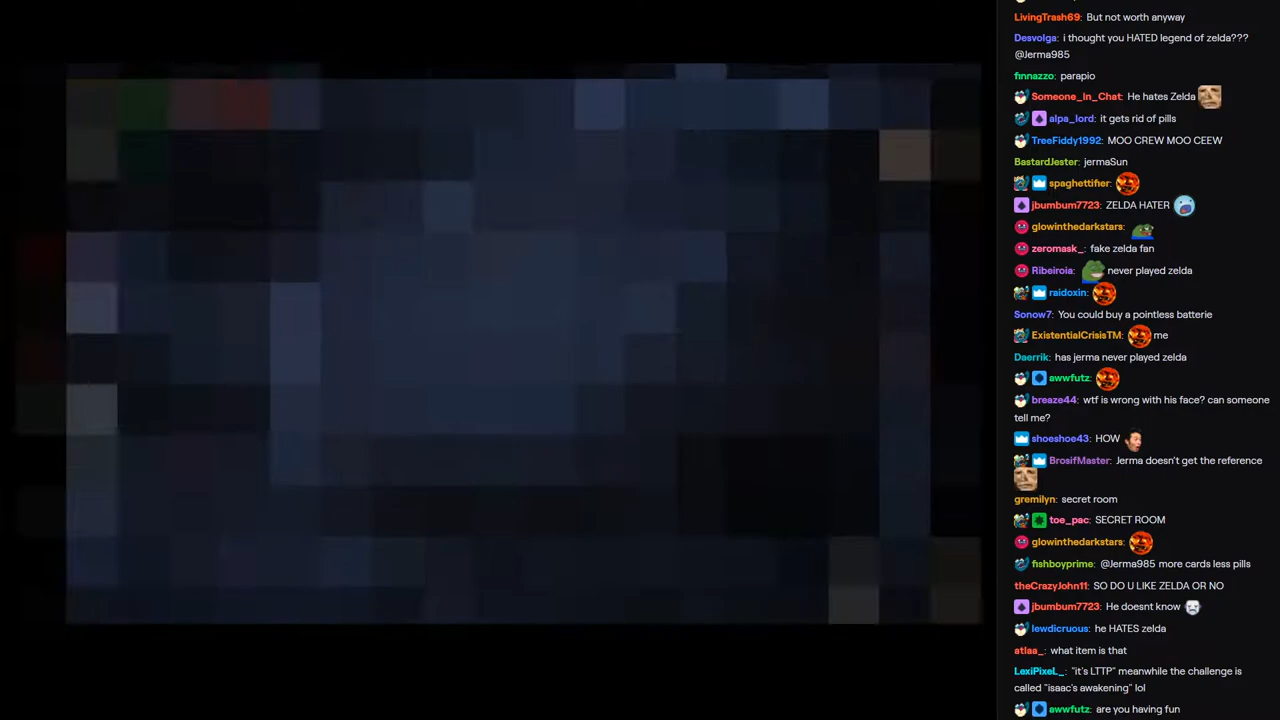 LivingTrash69: But not worth anyway
Desvolga: i thought you HATED legend of zelda???
@Jerma985
finnazzo: parapio
Someone_In_Chat: He hates Zelda
alpa_lord: it gets rid of pills
TreeFiddy1992: MOO CREW MOO CEEW
BastardJester: jermaSun
spaghettifier:
jbumbum7723: ZELDA HATER
glowinthedarkstars:
zeromask_: fake zelda fan
Ribeiroia: never played zelda
raidoxin:
Sonow7: You could buy a pointless batterie
ExistentialCrisisTM: me
Daerrik: has jerma never played zelda
awwfutz:
breaze44: wtf is wrong with his face? can someone
tell me?
shoeshoe43: HOW
BrosifMaster: Jerma doesn't get the reference
gremilyn: secret room
toe_pac: SECRET ROOM
glowinthedarkstars:
fishboyprime: @Jerma985 more cards less pills
theCrazyJohn11: SO DO U LIKE ZELDA OR NO
jbumbum7723: He doesnt know
lewdicruous: he HATES zelda
atlaa_: what item is that
LexiPixeL_: "it's LTTP" meanwhile the challenge is
called "isaac's awakening" lol
awwfutz: are you having fun